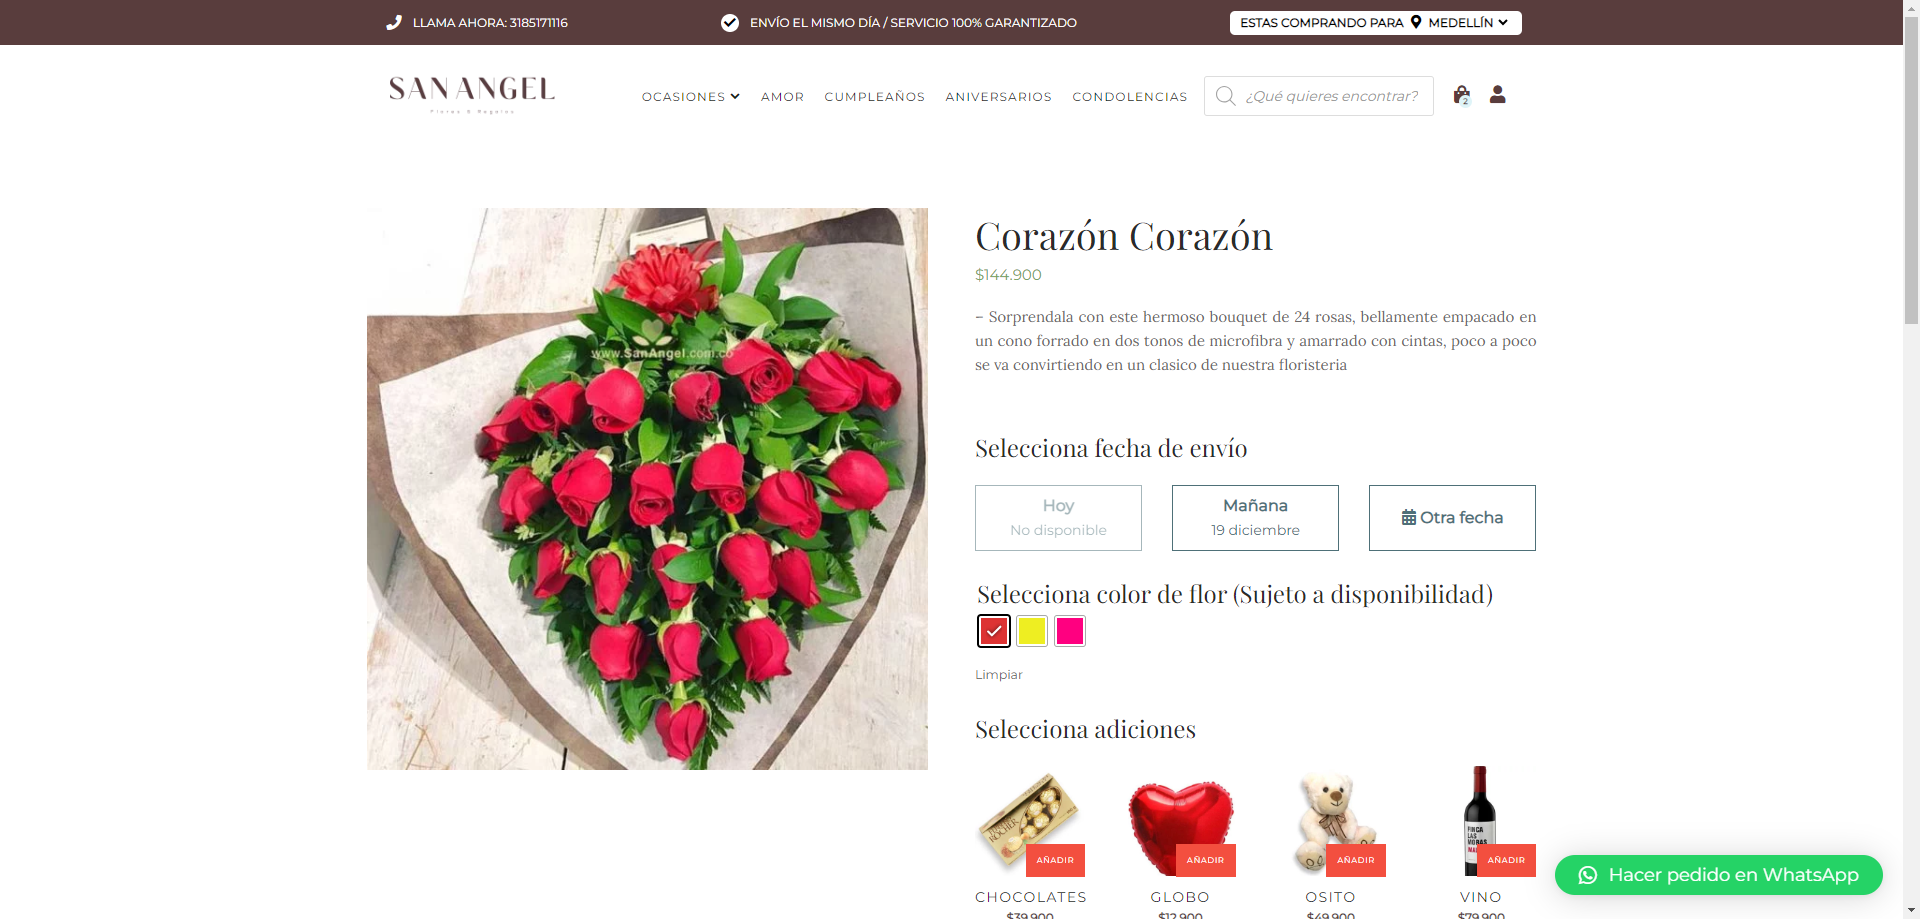 LLAMA AHORA: 3185171116
ENVÍO EL MISMO DÍA / SERVICIO 100% GARANTIZADO
ESTAS COMPRANDO PARA MEDELLÍN
SAN ANGEL
Flores & Regalos
OCASIONES AMOR CUMPLEAÑOS ANIVERSARIOS CONDOLENCIAS
¿Qué quieres encontrar?
2
www.SanAngel.com.co
Corazón Corazón
$144.900
– Sorprendala con este hermoso bouquet de 24 rosas, bellamente empacado en
un cono forrado en dos tonos de microfibra y amarrado con cintas, poco a poco
se va convirtiendo en un clasico de nuestra floristeria
Selecciona fecha de envío
Hoy
No disponible
Mañana
19 diciembre
Otra fecha
Selecciona color de flor (Sujeto a disponibilidad)
Limpiar
Selecciona adiciones
ROCHER
FINCA
LAS
MORAS
AÑADIR AÑADIR AÑADIR AÑADIR
CHOCOLATES GLOBO OSITO VINO
$39.900 $12.900 $49.900 $79.900
Hacer pedido en WhatsApp